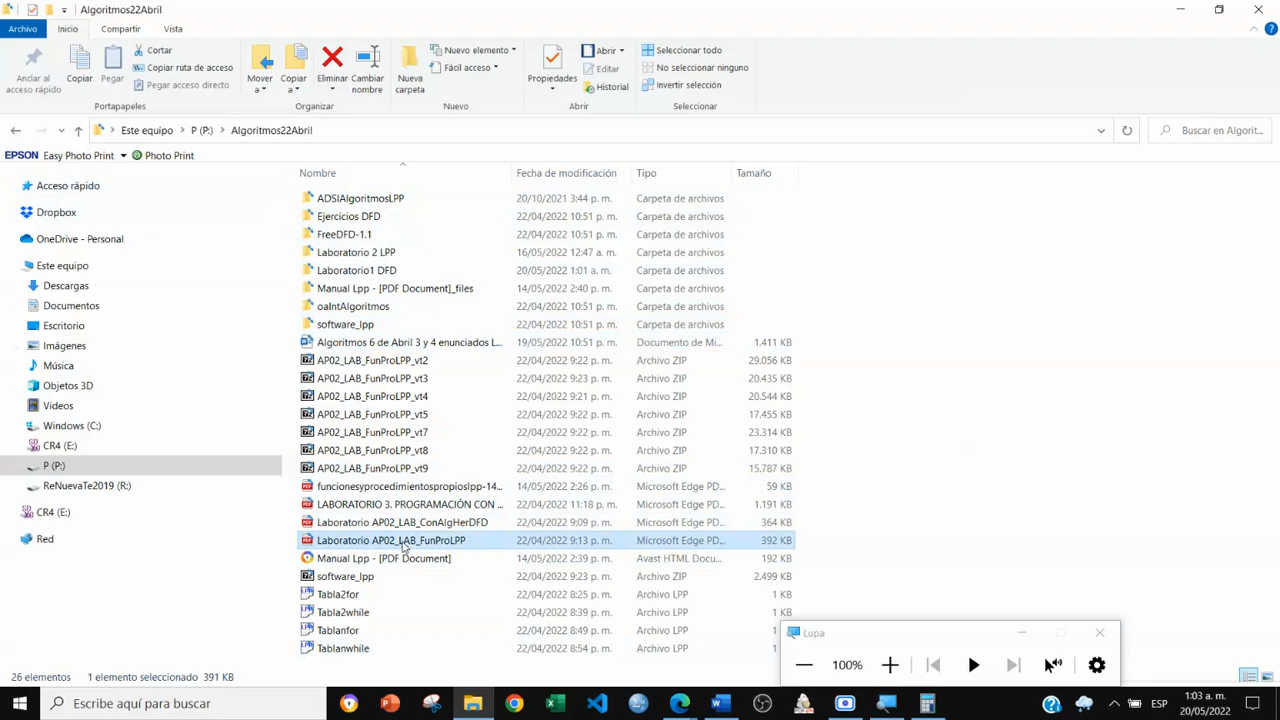 Algoritmos22Abril
Archivo Inicio Compartir Vista
Anclar al acceso rápido
Copiar
Pegar
Cortar
Copiar ruta de acceso
Pegar acceso directo
Portapapeles
Mover a
Copiar a
Eliminar
Cambiar nombre
Organizar
Nueva carpeta
Nuevo elemento
Fácil acceso
Nuevo
Propiedades
Abrir
Editar
Historial
Abrir
Seleccionar todo
No seleccionar ninguno
Invertir selección
Seleccionar
Este equipo P (P:) Algoritmos22Abril
Buscar en Algorit...
EPSON Easy Photo Print Photo Print
Acceso rápido
Dropbox
OneDrive - Personal
Este equipo
Descargas
Documentos
Escritorio
Imágenes
Música
Objetos 3D
Videos
Windows (C:)
CR4 (E:)
P (P:)
ReNuevaTe2019 (R:)
CR4 (E:)
Red
Nombre Fecha de modificación Tipo Tamaño
ADSIAlgoritmosLPP 20/10/2021 3:44 p. m. Carpeta de archivos
Ejercicios DFD 22/04/2022 10:51 p. m. Carpeta de archivos
FreeDFD-1.1 22/04/2022 10:51 p. m. Carpeta de archivos
Laboratorio 2 LPP 16/05/2022 12:47 a. m. Carpeta de archivos
Laboratorio1 DFD 20/05/2022 1:01 a. m. Carpeta de archivos
Manual Lpp - [PDF Document]_files 14/05/2022 2:40 p. m. Carpeta de archivos
oaIntAlgoritmos 22/04/2022 10:51 p. m. Carpeta de archivos
software_lpp 22/04/2022 10:51 p. m. Carpeta de archivos
Algoritmos 6 de Abril 3 y 4 enunciados L... 19/05/2022 10:51 p. m. Documento de Mi... 1.411 KB
AP02_LAB_FunProLPP_vt2 22/04/2022 9:23 p. m. Archivo ZIP 29.056 KB
AP02_LAB_FunProLPP_vt3 22/04/2022 9:23 p. m. Archivo ZIP 20.435 KB
AP02_LAB_FunProLPP_vt4 22/04/2022 9:21 p. m. Archivo ZIP 20.544 KB
AP02_LAB_FunProLPP_vt5 22/04/2022 9:22 p. m. Archivo ZIP 17.455 KB
AP02_LAB_FunProLPP_vt7 22/04/2022 9:22 p. m. Archivo ZIP 23.314 KB
AP02_LAB_FunProLPP_vt8 22/04/2022 9:22 p. m. Archivo ZIP 17.310 KB
AP02_LAB_FunProLPP_vt9 22/04/2022 9:22 p. m. Archivo ZIP 15.787 KB
funcionesyprocedimientospropioslpp-14... 14/05/2022 2:26 p. m. Microsoft Edge PD... 59 KB
LABORATORIO 3. PROGRAMACIÓN CON ... 22/04/2022 11:18 p. m. Microsoft Edge PD... 1.191 KB
Laboratorio AP02_LAB_ConAlgHerDFD 22/04/2022 9:09 p. m. Microsoft Edge PD... 364 KB
Laboratorio AP02_LAB_FunProLPP 22/04/2022 9:13 p. m. Microsoft Edge PD... 392 KB
Manual Lpp - [PDF Document] 14/05/2022 2:39 p. m. Avast HTML Docu... 192 KB
software_lpp 22/04/2022 9:23 p. m. Archivo ZIP 2.499 KB
Tabla2for 22/04/2022 8:25 p. m. Archivo LPP 1 KB
Tabla2while 22/04/2022 8:39 p. m. Archivo LPP 1 KB
Tablanfor 22/04/2022 8:49 p. m. Archivo LPP 1 K
Tablanwhile 22/04/2022 8:40 p. m. Archivo LPP 1 K
Lupa
100%
26 elementos 1 elemento seleccionado 391 KB
Escribe aquí para buscar
ESP
1:03 a. m.
20/05/2022